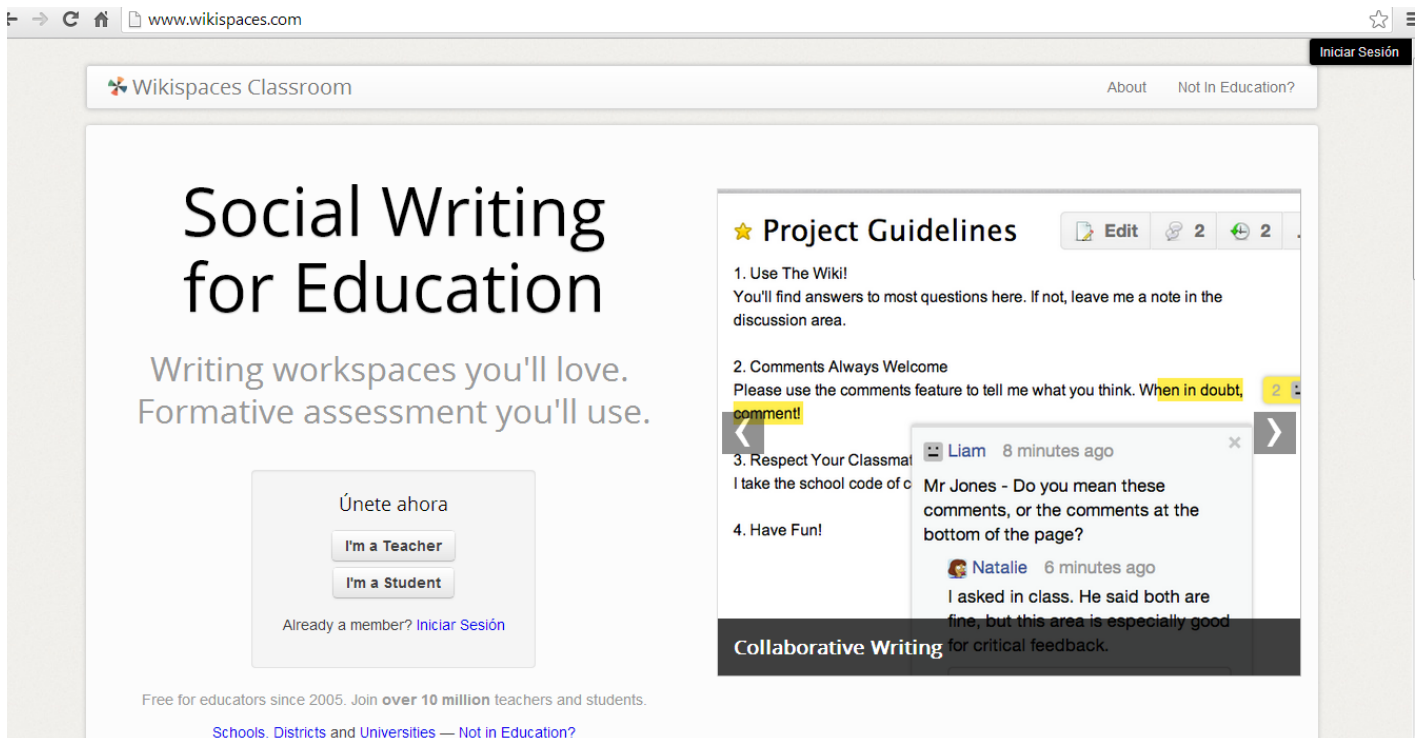 www.wikispaces.com
Iniciar Sesión
Wikispaces Classroom
About
Not In Education?
Social Writing
for Education
Writing workspaces you'll love.
Formative assessment you'll use.
Únete ahora
I'm a Teacher
I'm a Student
Already a member? Iniciar Sesión
Free for educators since 2005. Join over 10 million teachers and students.
Schools, Districts and Universities — Not in Education?
Project Guidelines
Edit
2
2
1. Use The Wiki!
You'll find answers to most questions here. If not, leave me a note in the
discussion area.
2. Comments Always Welcome
Please use the comments feature to tell me what you think. When in doubt,
comment!
2
3. Respect Your Classmat
I take the school code of c
4. Have Fun!
Liam 8 minutes ago
Mr Jones - Do you mean these
comments, or the comments at the
bottom of the page?
Natalie 6 minutes ago
I asked in class. He said both are
fine, but this area is especially good
for critical feedback.
Collaborative Writing